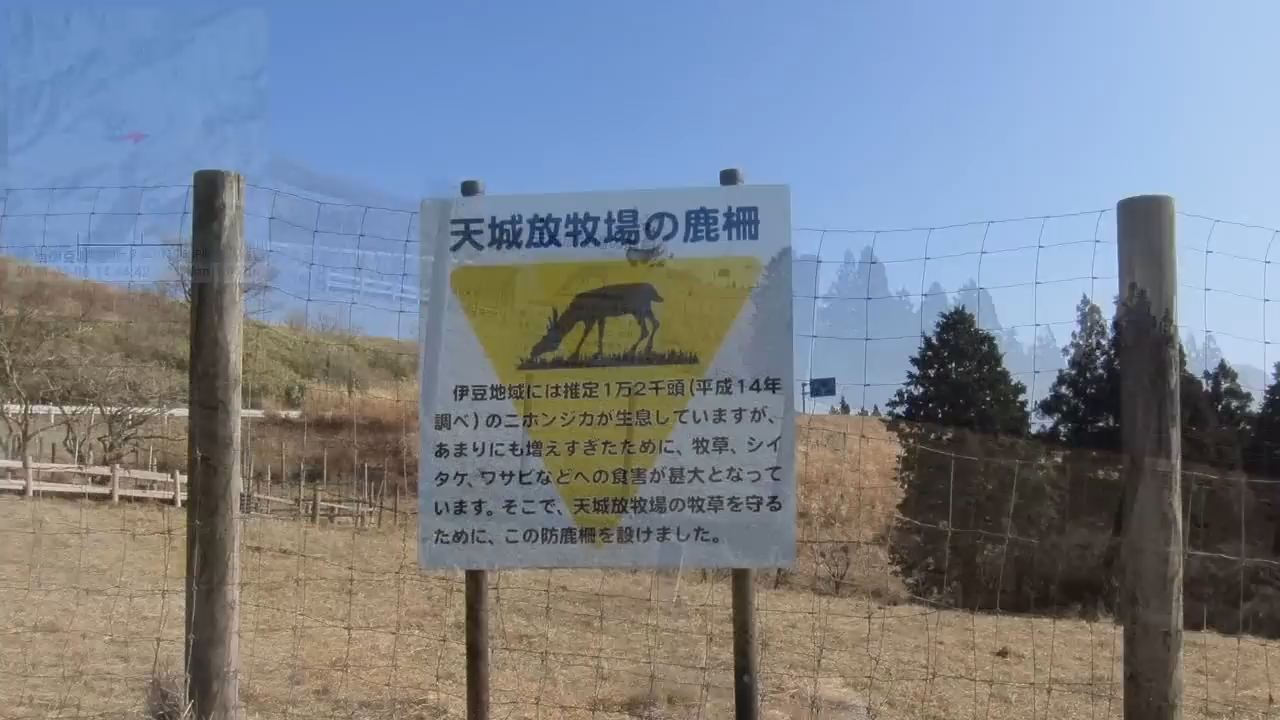 天城放牧場の鹿柵
伊豆地域には推定1万2千頭(平成14年
調べ)のニホンジカが生息していますが、
あまりにも増えすぎたために、牧草、シイ
タケ、ワサビなどへの食害が甚大となって
います。そこで、天城放牧場の牧草を守る
ために、この防鹿柵を設けました。